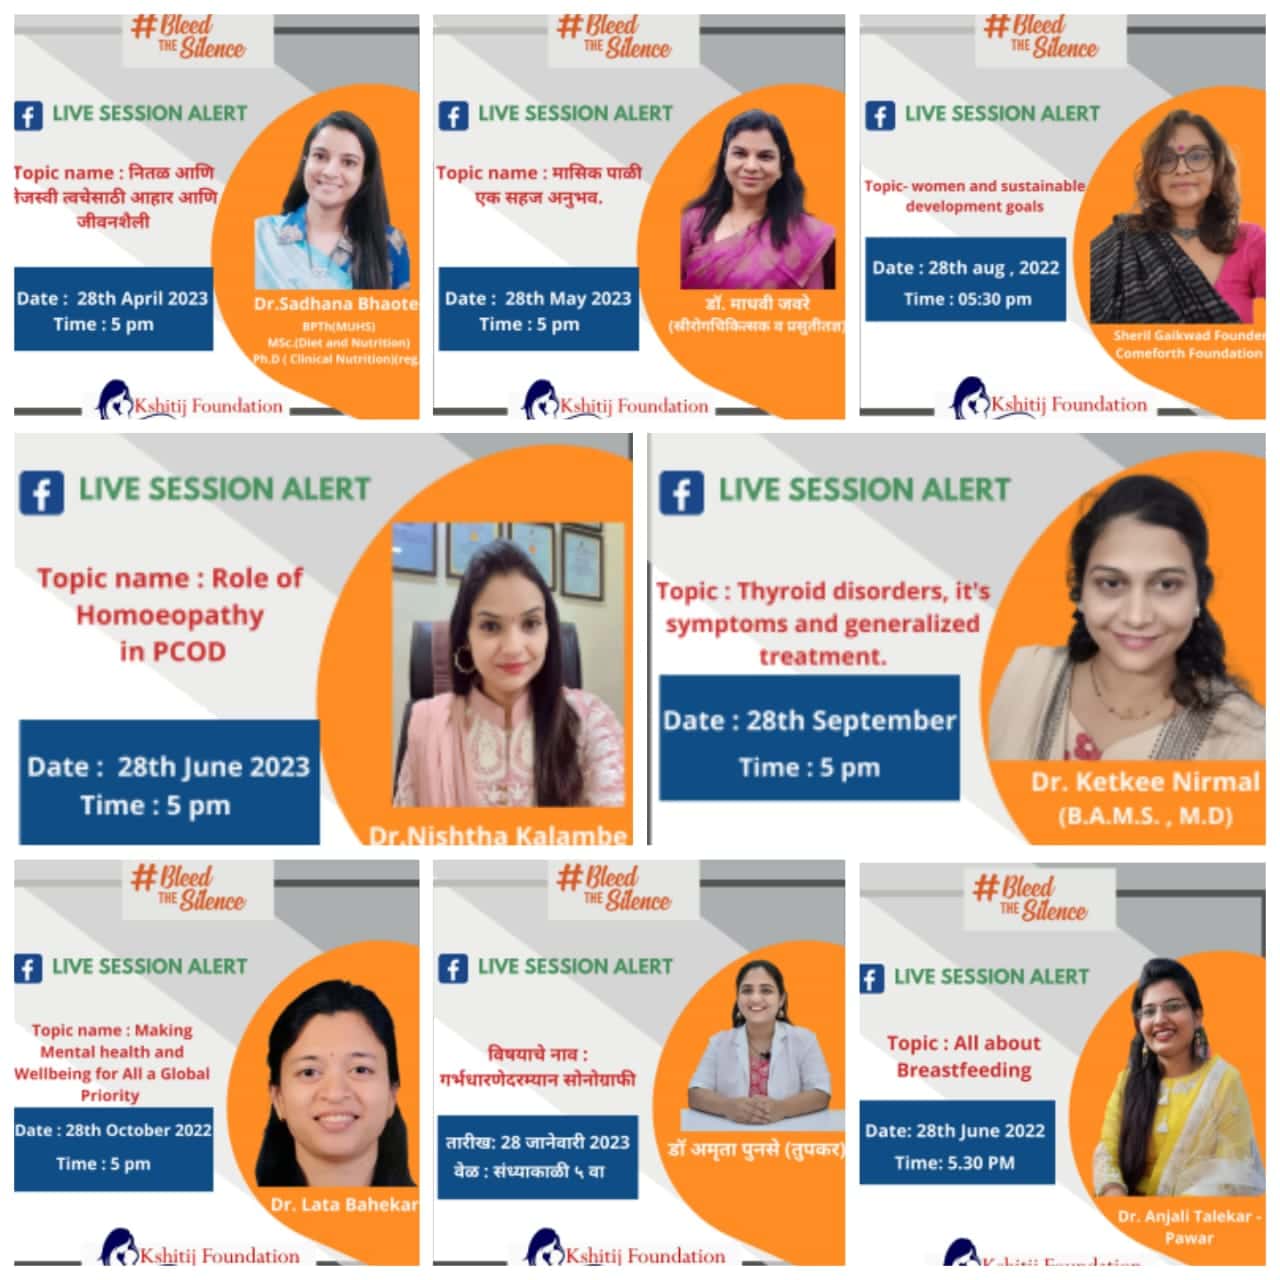 #Bleed
THE Silence
LIVE SESSION ALERT
Topic name : नितळ आणि
तेजस्वी त्वचेसाठी आहार आणि
जीवनशैली
Date : 28th April 2023
Time : 5 pm
Dr.Sadhana Bhaote
BPTh(MUHS)
MSc.(Diet and Nutrition)
Ph.D ( Clinical Nutrition)(reg.
Kshitij Foundation
#Bleed
THE Silence
LIVE SESSION ALERT
Topic name : मासिक पाळी
एक सहज अनुभव.
Date : 28th May 2023
Time : 5 pm
डॉ. माधवी जवरे
(स्त्रीरोगचिकित्सक व प्रसुतीतज्ञ)
Kshitij Foundation
#Bleed
THE Silence
LIVE SESSION ALERT
Topic- women and sustainable
development goals
Date : 28th aug , 2022
Time : 05:30 pm
Sheril Gaikwad Founder
Comeforth Foundation
Kshitij Foundation
LIVE SESSION ALERT
Topic name : Role of
Homoeopathy
in PCOD
Date : 28th June 2023
Time : 5 pm
Dr.Nishtha Kalambe
LIVE SESSION ALERT
Topic : Thyroid disorders, it's
symptoms and generalized
treatment.
Date : 28th September
Time : 5 pm
Dr. Ketkee Nirmal
(B.A.M.S. , M.D)
#Bleed
THE Silence
LIVE SESSION ALERT
Topic name : Making
Mental health and
Wellbeing for All a Global
Priority
Date : 28th October 2022
Time : 5 pm
Dr. Lata Bahekar
Kshitij Foundation
#Bleed
THE Silence
LIVE SESSION ALERT
विषयाचे नाव :
गर्भधारणेदरम्यान सोनोग्राफी
तारीख: 28 जानेवारी 2023
वेळ : संध्याकाळी ५ वा
डॉ अमृता पुनसे (तुपकर)
Kshitij Foundation
#Bleed
THE Silence
LIVE SESSION ALERT
Topic : All about
Breastfeeding
Date: 28th June 2022
Time: 5.30 PM
Dr. Anjali Talekar -
Pawar
Kshitij Foundation